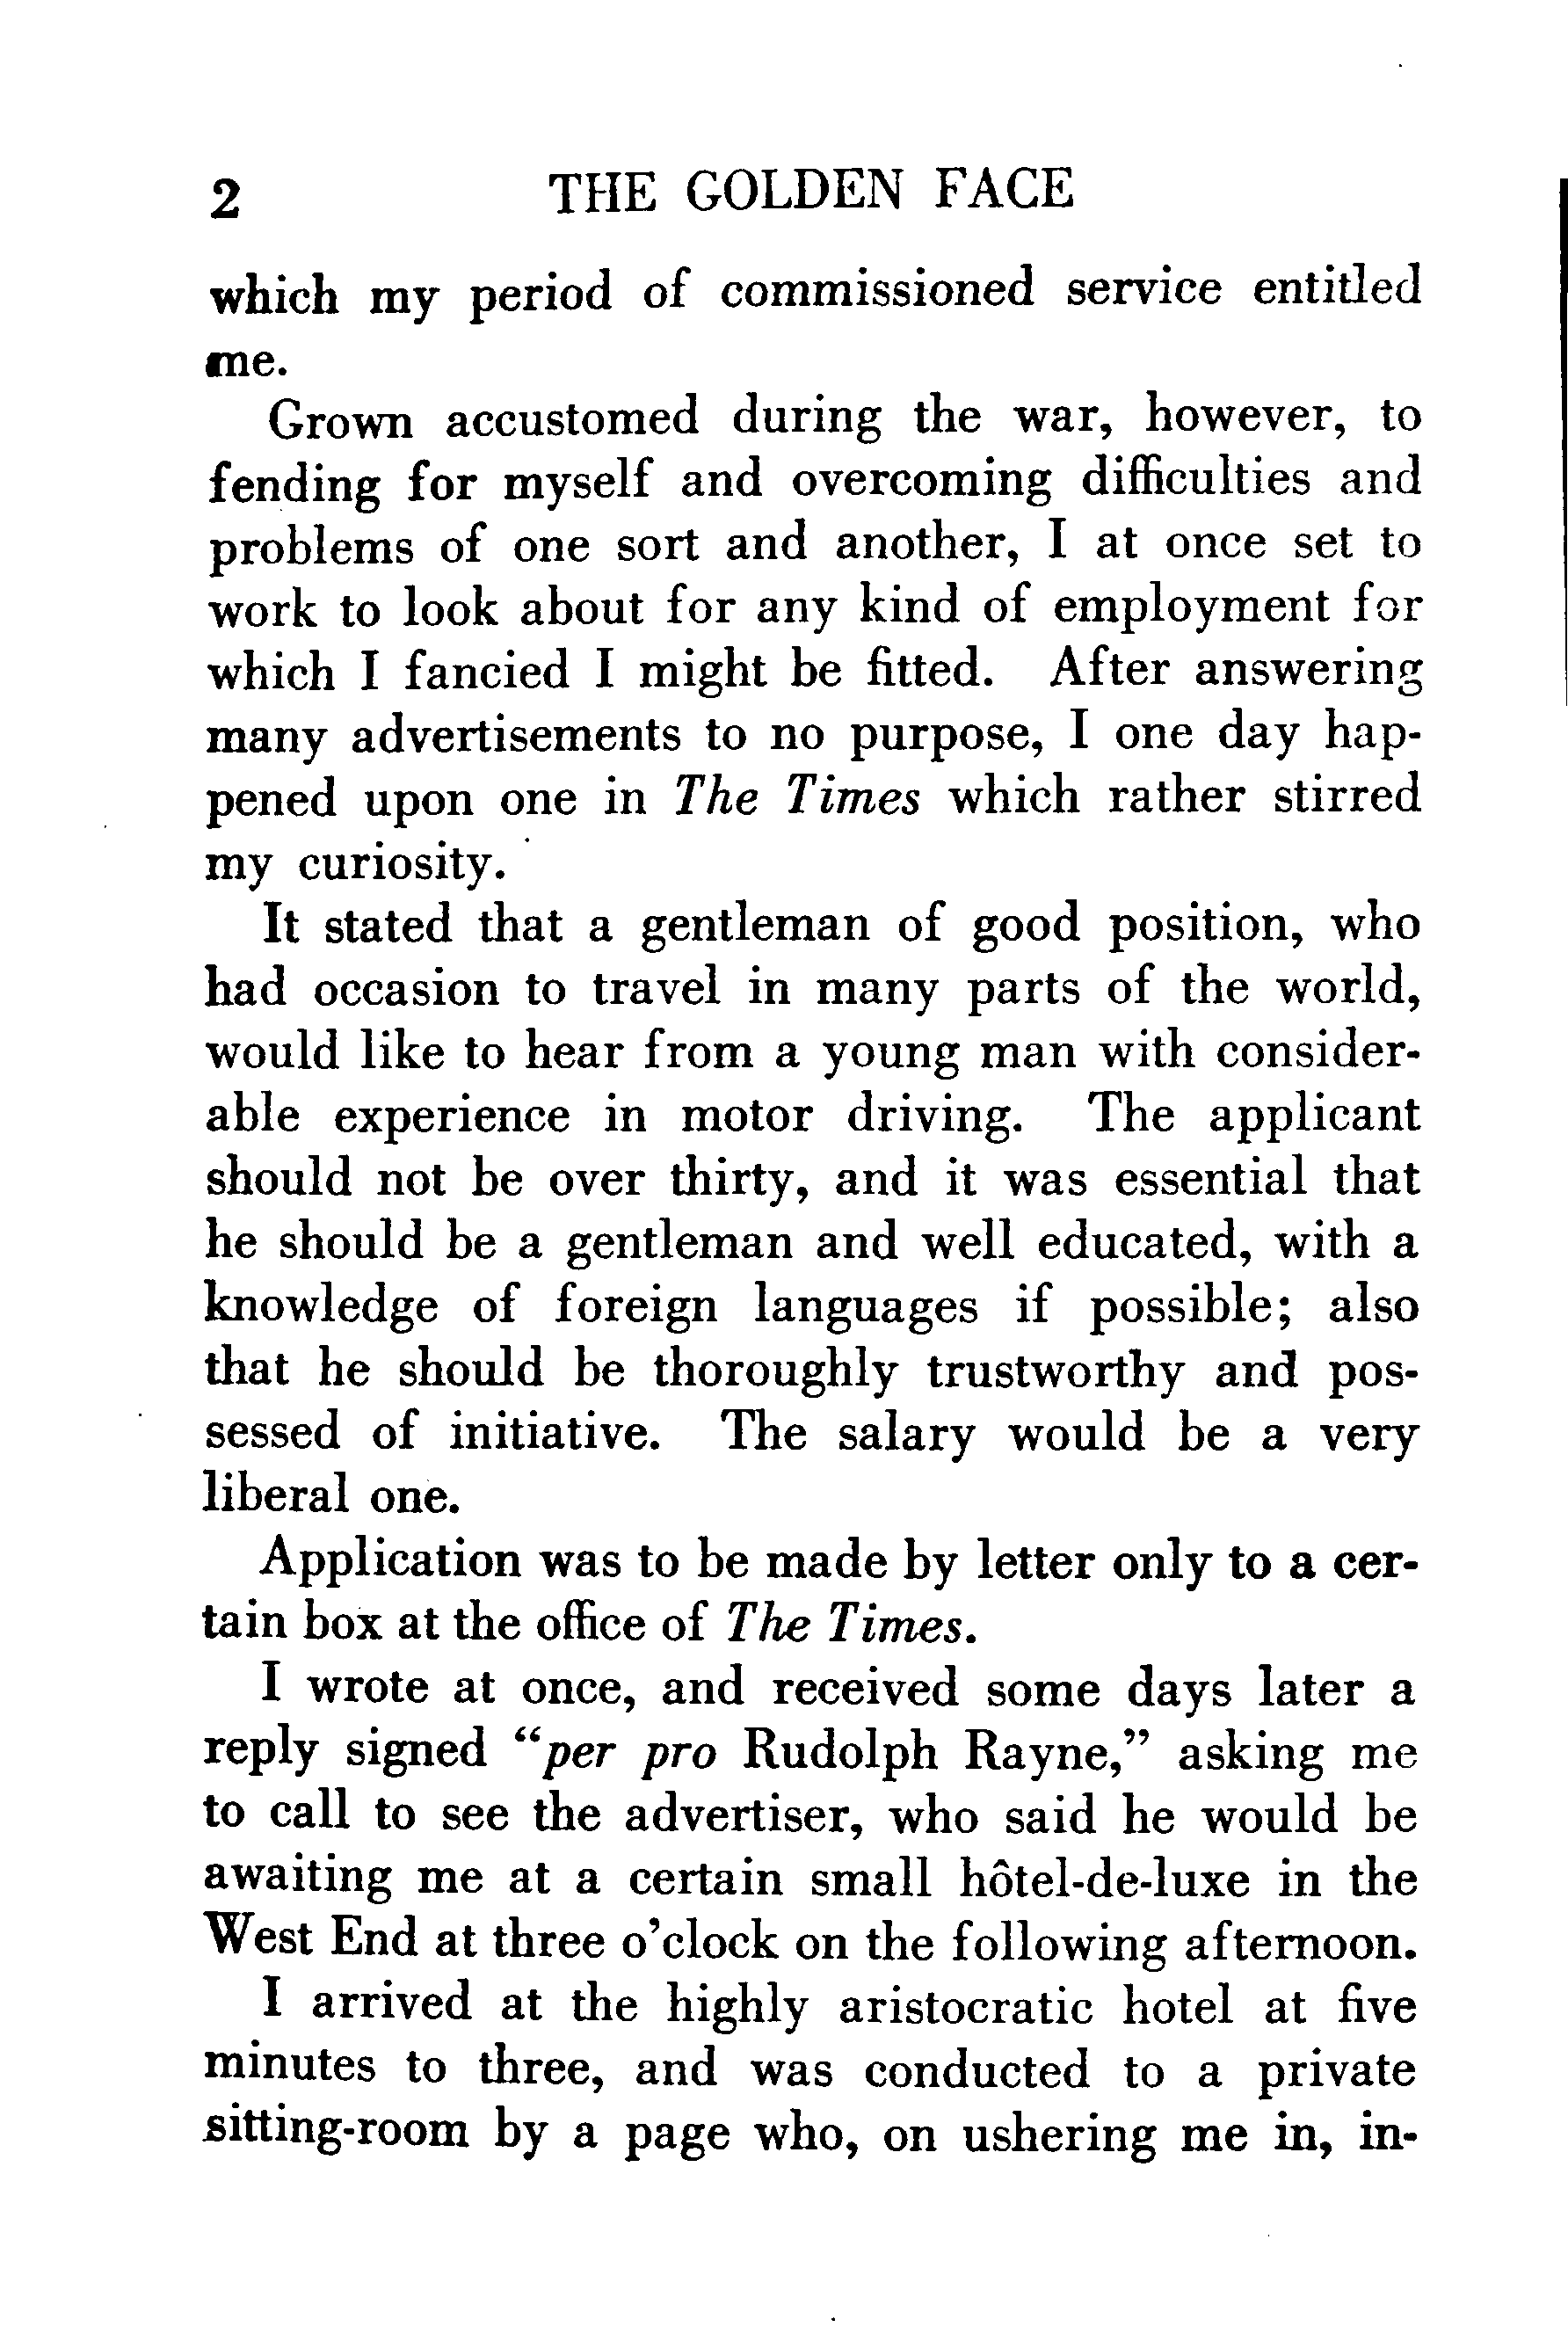 2 THE GOLDEN FACE
which my period of commissioned service entitled
me.
Grown accustomed during the war, however, to
fending for myself and overcoming difficulties and
problems of one sort and another, I at once set to
work to look about for any kind of employment for
which I fancied I might be fitted. After answering
many advertisements to no purpose, I one day hap-
pened upon one in The Times which rather stirred
my curiosity.
It stated that a gentleman of good position, who
had occasion to travel in many parts of the world,
would like to hear from a young man with consider-
able experience in motor driving. The applicant
should not be over thirty, and it was essential that
he should be a gentleman and well educated, with a
knowledge of foreign languages if possible; also
that he should be thoroughly trustworthy and pos-
sessed of initiative. The salary would be a very
liberal one.
Application was to be made by letter only to a cer-
tain box at the office of The Times.
I wrote at once, and received some days later a
reply signed “per pro Rudolph Rayne,” asking me
to call to see the advertiser, who said he would be
awaiting me at a certain small hôtel-de-luxe in the
West End at three o’clock on the following afternoon.
I arrived at the highly aristocratic hotel at five
minutes to three, and was conducted to a private
sitting-room by a page who, on ushering me in, in-